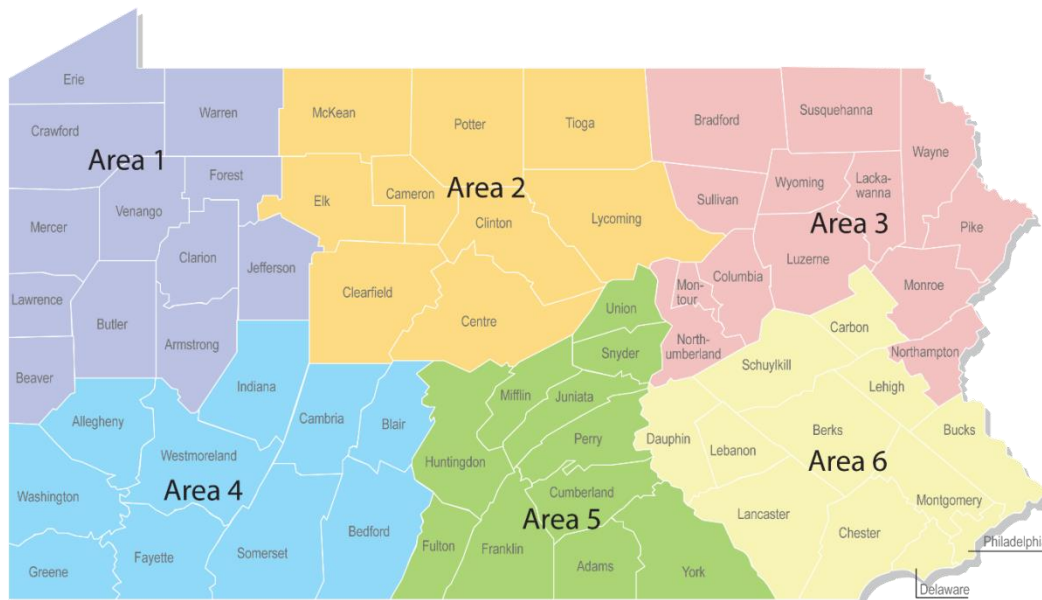 Erie
Warren
McKean
Potter
Tioga
Bradford
Susquehanna
Crawford
Wayne
Area 1
Forest
Elk
Cameron
Area 2
Wyoming
Lacka-
wanna
Sullivan
Venango
Mercer
Clinton
Lycoming
Area 3
Pike
Clarion
Jefferson
Luzerne
Columbia
Mon-
tour
Monroe
Lawrence
Clearfield
Butler
Centre
Union
Carbon
Armstrong
North-
umberland
Snyder
Schuylkill
Northampton
Beaver
Indiana
Mifflin
Juniata
Lehigh
Allegheny
Cambria
Blair
Perry
Dauphin
Berks
Bucks
Lebanon
Westmoreland
Huntingdon
Area 6
Washington
Area 4
Cumberland
Montgomery
Lancaster
Area 5
Bedford
Chester
Fayette
Somerset
Fulton
Franklin
Philadelphia
Greene
Adams
York
Delaware